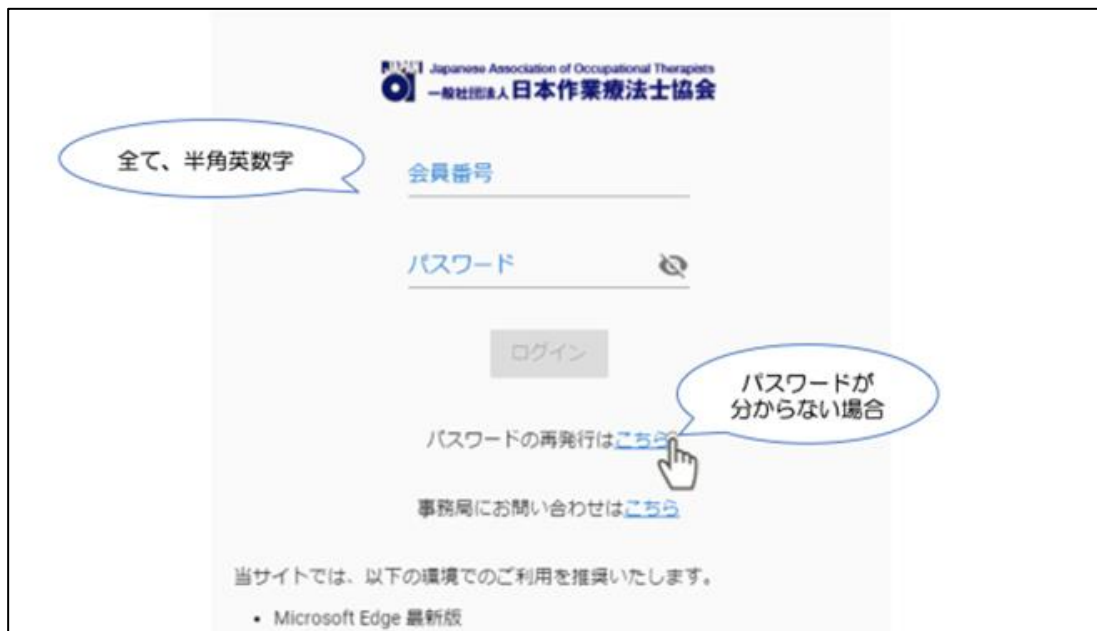 JAPAN
Japanese Association of Occupational Therapists
一般社団法人日本作業療法士協会
全て、半角英数字
会員番号
パスワード
ログイン
パスワードが
分からない場合
パスワードの再発行はこちら
事務局にお問い合わせはこちら
当サイトでは、以下の環境でのご利用を推奨いたします。
• Microsoft Edge 最新版